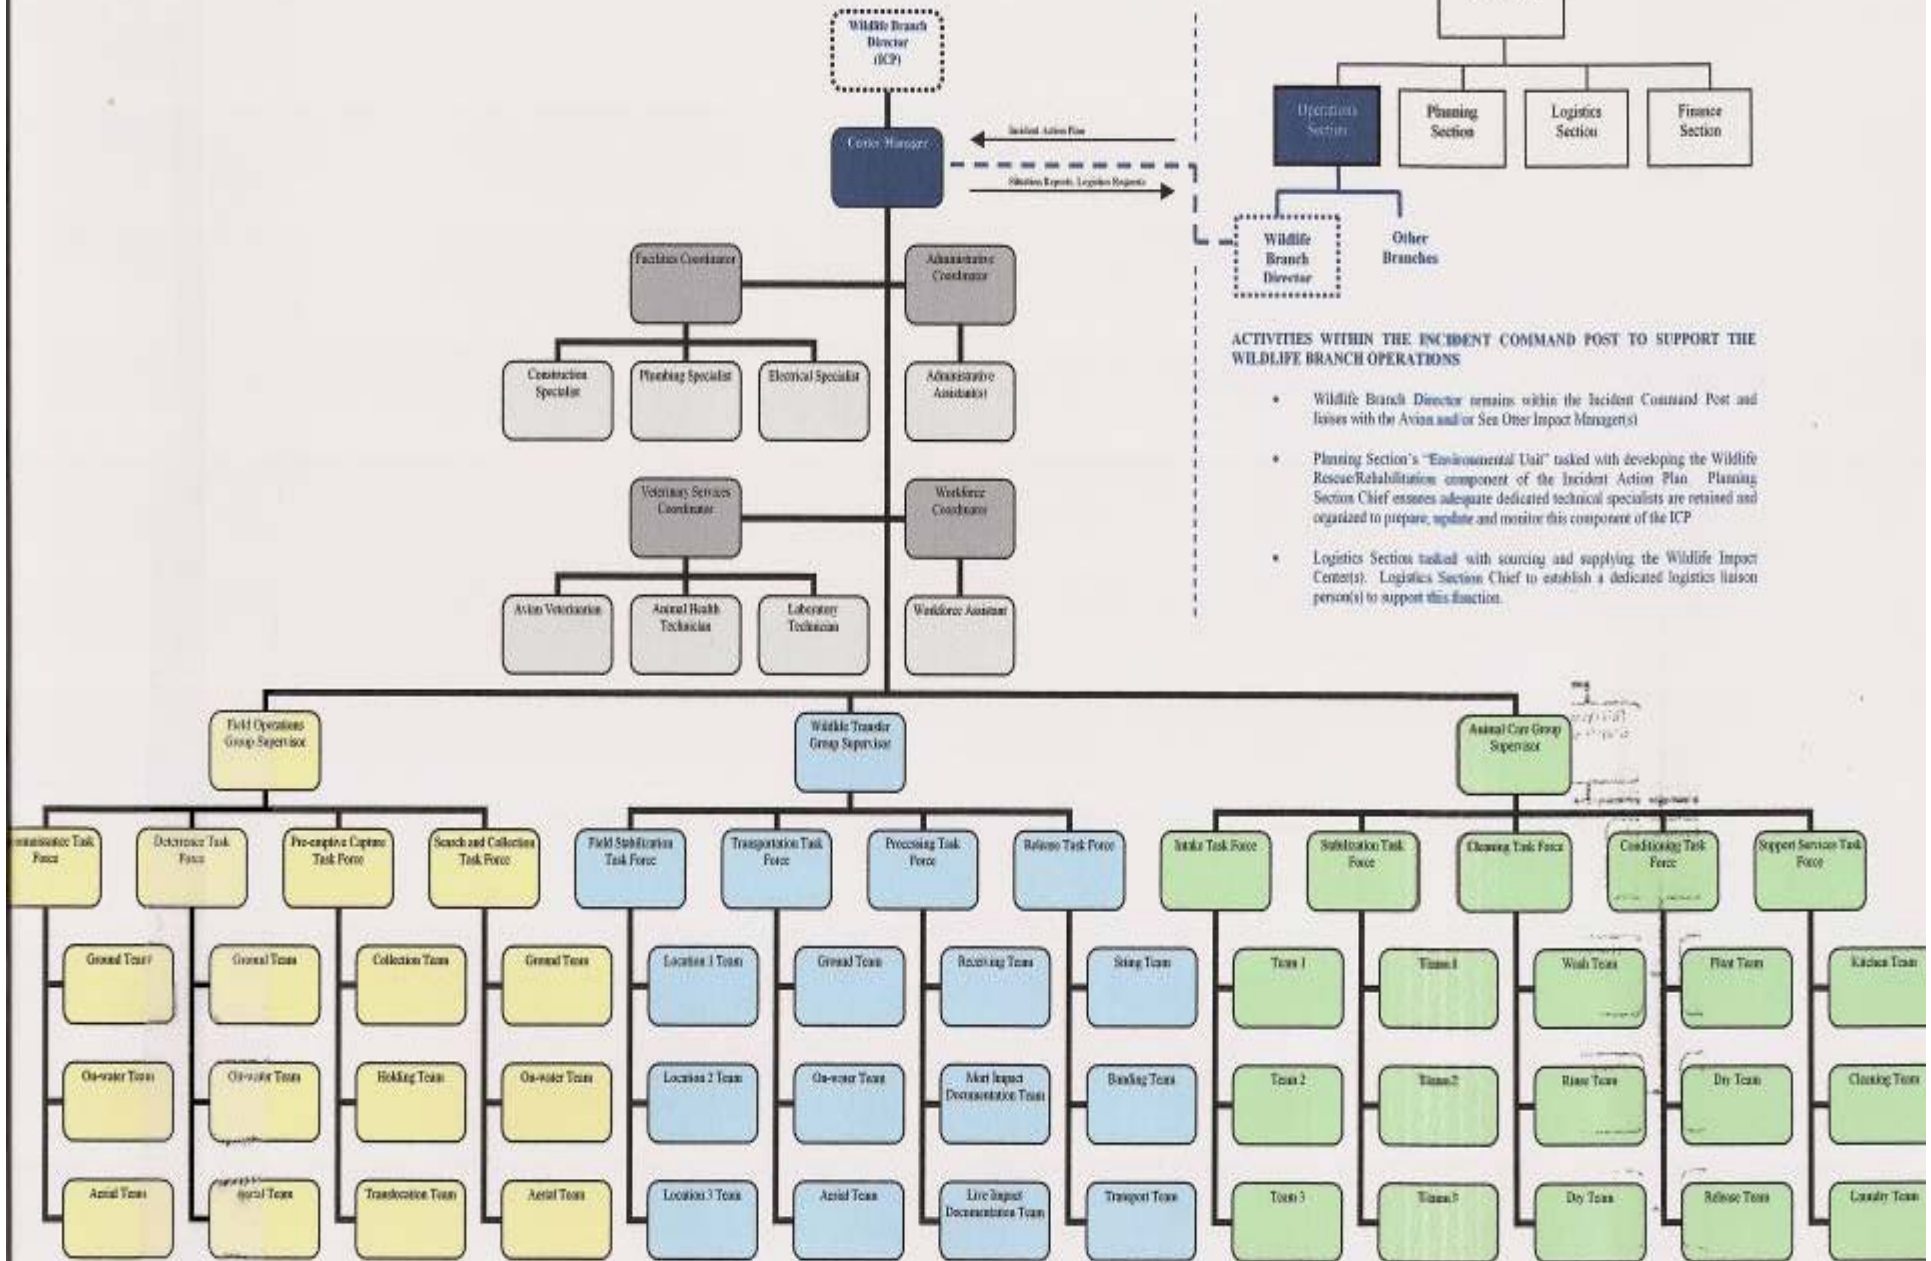 Wildlife Branch
Director
(ICP)
Center Manager
Incident Action Plan
Situation Reports, Logistics Requests
Operations
Section
Planning
Section
Logistics
Section
Finance
Section
Wildlife
Branch
Director
Other
Branches
Facilities Coordinator
Administrative
Coordinator
Construction
Specialist
Plumbing Specialist
Electrical Specialist
Administrative
Assistant(s)
ACTIVITIES WITHIN THE INCIDENT COMMAND POST TO SUPPORT THE
WILDLIFE BRANCH OPERATIONS
• Wildlife Branch Director remains within the Incident Command Post and
liaises with the Avian and/or Sea Otter Impact Manager(s)
• Planning Section's "Environmental Unit" tasked with developing the Wildlife
Rescue/Rehabilitation component of the Incident Action Plan Planning
Section Chief ensures adequate dedicated technical specialists are retained and
organized to prepare, update and monitor this component of the ICP
• Logistics Section tasked with sourcing and supplying the Wildlife Impact
Center(s). Logistics Section Chief to establish a dedicated logistics liaison
person(s) to support this function.
Veterinary Services
Coordinator
Workforce
Coordinator
Avian Veterinarian
Animal Health
Technician
Laboratory
Technician
Workforce Assistant
Field Operations
Group Supervisor
Wildlife Transfer
Group Supervisor
Animal Care Group
Supervisor
Task
Force
Deterrence Task
Force
Pre-emptive Capture
Task Force
Search and Collection
Task Force
Field Stabilization
Task Force
Transportation Task
Force
Processing Task
Force
Release Task Force
Intake Task Force
Stabilization Task
Force
Cleaning Task Force
Conditioning Task
Force
Support Services Task
Force
Ground Team
Ground Team
Collection Team
Ground Team
Location 1 Team
Ground Team
Receiving Team
Siting Team
Team 1
Team 1
Wash Team
Plant Team
Kitchen Team
On-water Team
On-water Team
Holding Team
On-water Team
Location 2 Team
On-water Team
Mort Impact
Documentation Team
Banding Team
Team 2
Team 2
Rinse Team
Dry Team
Cleaning Team
Aerial Team
Aerial Team
Translocation Team
Aerial Team
Location 3 Team
Aerial Team
Live Impact
Documentation Team
Transport Team
Team 3
Team 3
Dry Team
Release Team
Laundry Team